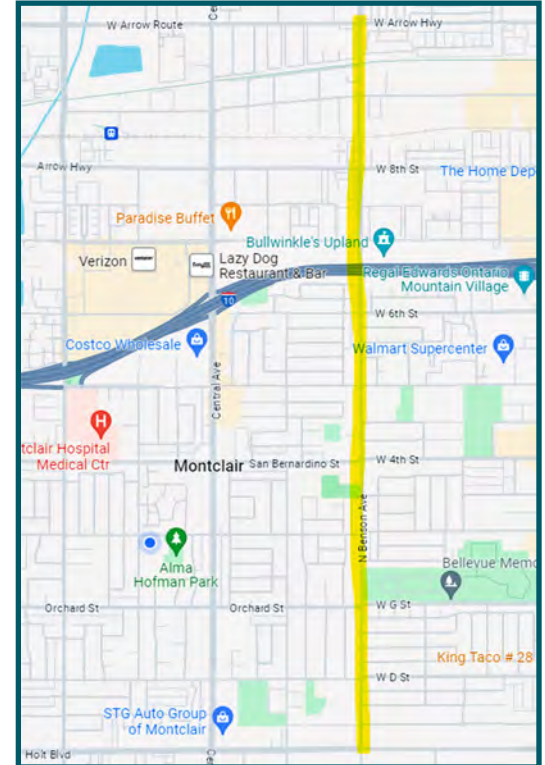 W Arrow Route
Ce
W Arrow Hwy
Arrow Hwy
W 8th St
The Home Dep
Paradise Buffet
Bullwinkle's Upland
Verizon
Lazy Dog
Restaurant & Bar
Regal Edwards Ontario
Mountain Village
10
W 6th St
Costco Wholesale
Walmart Supercenter
Central Ave
tclair Hospital
Medical Ctr
Montclair
San Bernardino St
W 4th St
N Benson Ave
Alma
Hofman Park
Bellevue Memo
Orchard St
Orchard St
W G St
King Taco # 28
W D St
STG Auto Group
of Montclair
Holt Blvd
Ce